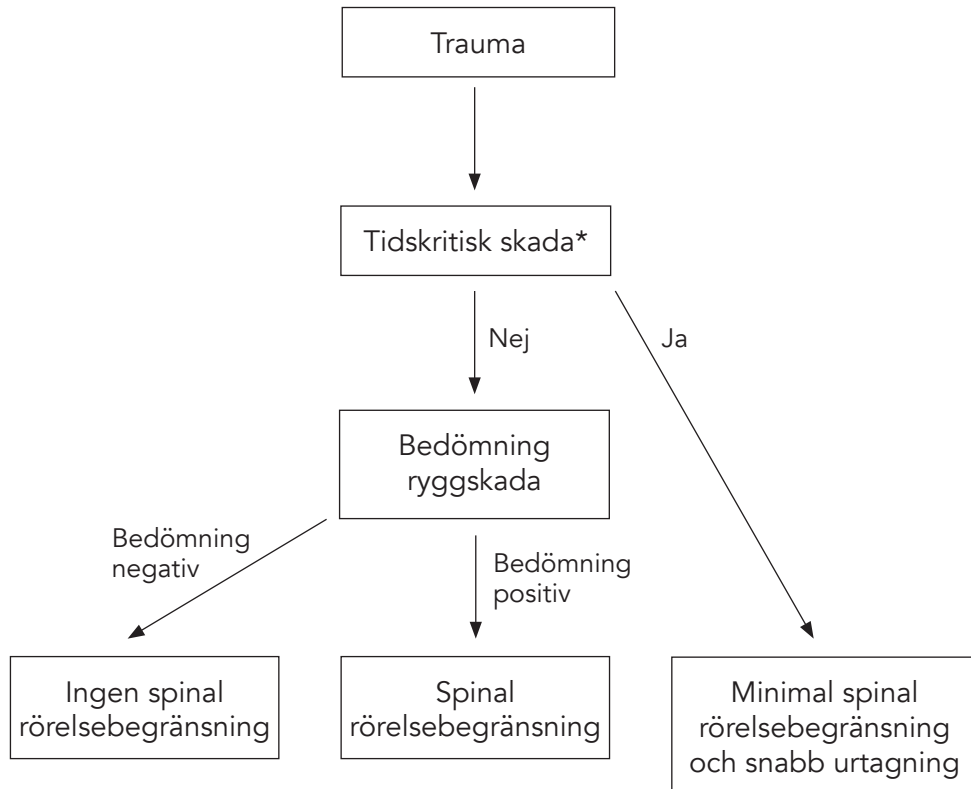 Trauma
Tidskritisk skada*
Nej
Ja
Bedömning
ryggskada
Bedömning
negativ
Bedömning
positiv
Ingen spinal
rörelsebegränsning
Spinal
rörelsebegränsning
Minimal spinal
rörelsebegränsning
och snabb urtagning